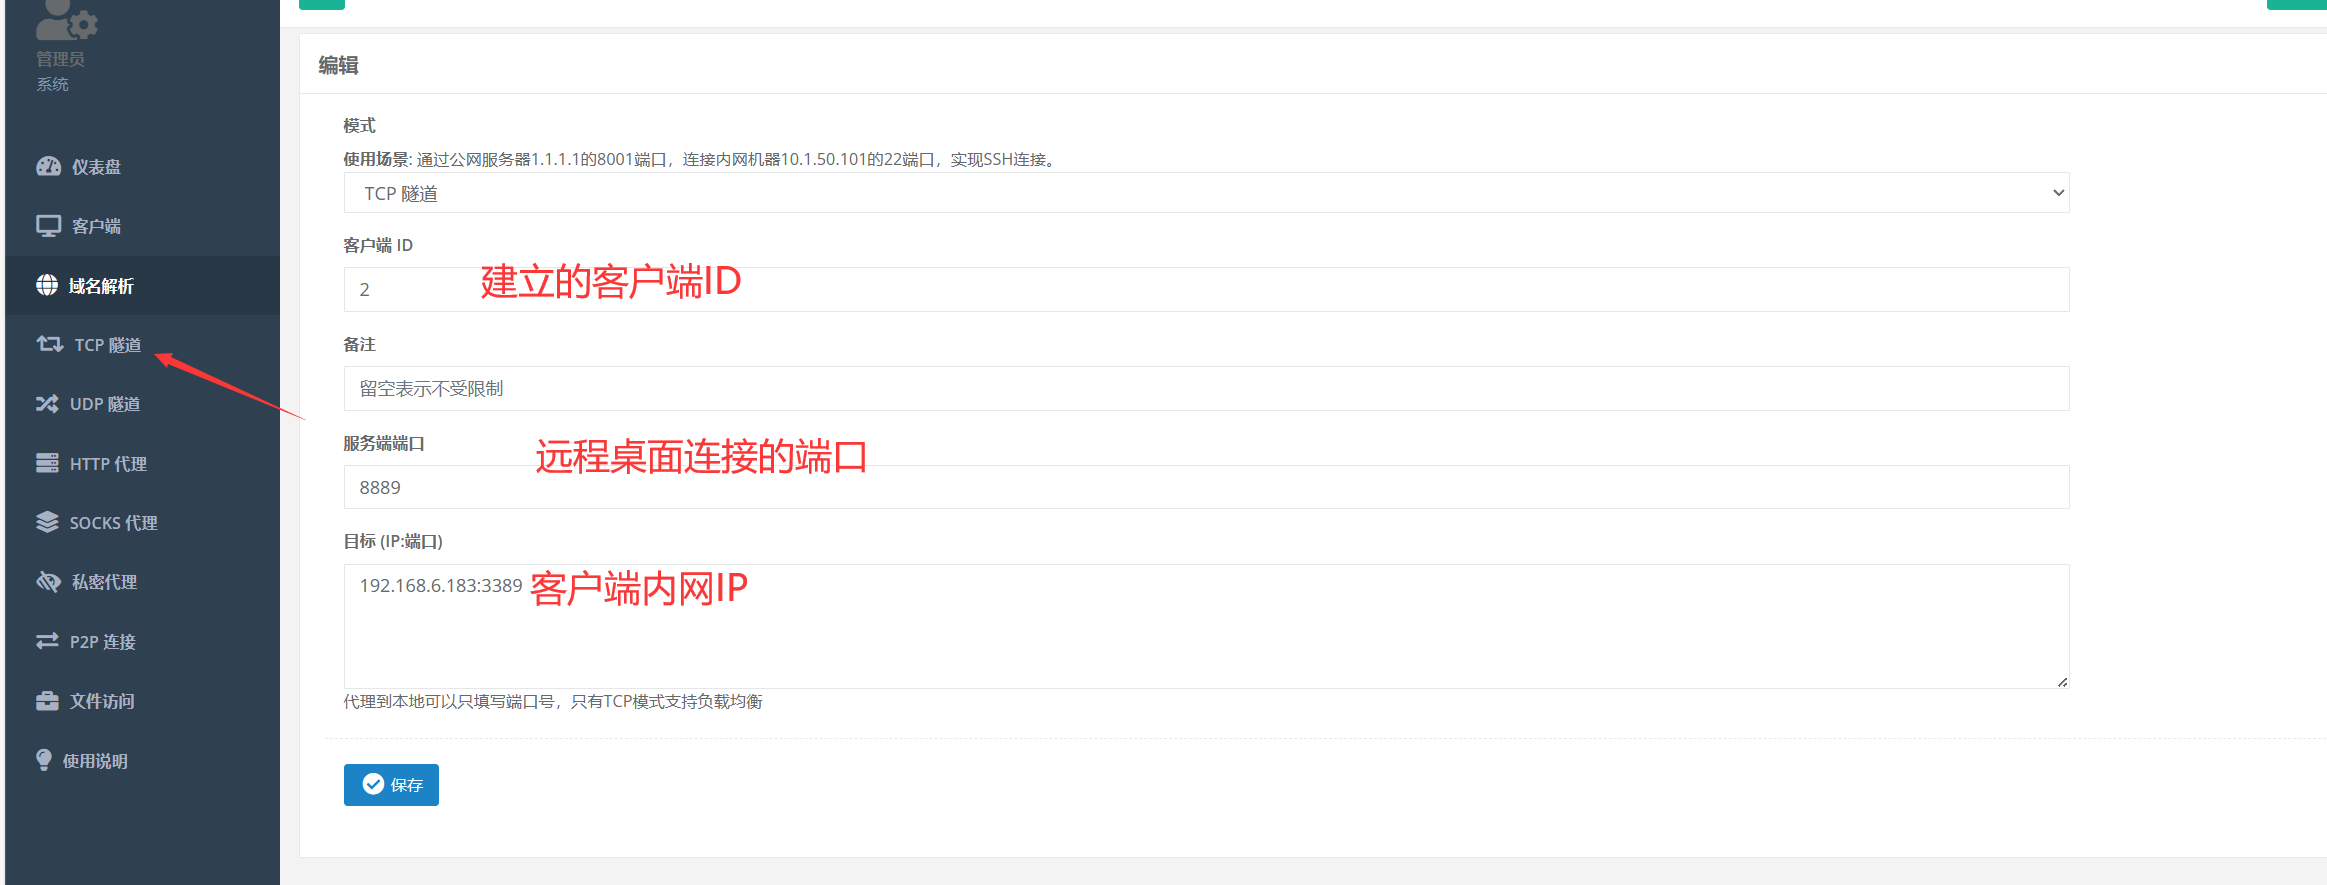 管理员
系统
仪表盘
客户端
域名解析
TCP 隧道
UDP 隧道
HTTP 代理
SOCKS 代理
私密代理
P2P 连接
文件访问
使用说明
编辑
模式
使用场景: 通过公网服务器1.1.1.1的8001端口，连接内网机器10.1.50.101的22端口，实现SSH连接。
TCP 隧道
客户端 ID
2
建立的客户端ID
备注
留空表示不受限制
服务端端口
远程桌面连接的端口
8889
目标 (IP:端口)
192.168.6.183:3389 客户端内网IP
代理到本地可以只填写端口号，只有TCP模式支持负载均衡
保存